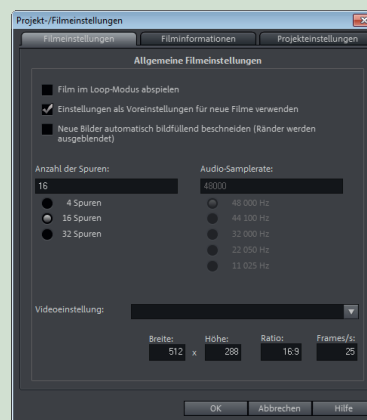 Projekt-/Filmeinstellungen
Filmeinstellungen Filminformationen Projekteinstellungen
Allgemeine Filmeinstellungen
Film im Loop-Modus abspielen
Einstellungen als Voreinstellungen für neue Filme verwenden
Neue Bilder automatisch bildfüllend beschneiden (Ränder werden
ausgeblendet)
Anzahl der Spuren: Audio-Samplerate:
16 48000
4 Spuren 48 000 Hz
16 Spuren 44 100 Hz
32 Spuren 32 000 Hz
22 050 Hz
11 025 Hz
Videoeinstellung:
Breite: Höhe: Ratio: Frames/s:
512 x 288 16:9 25
OK Abbrechen Hilfe